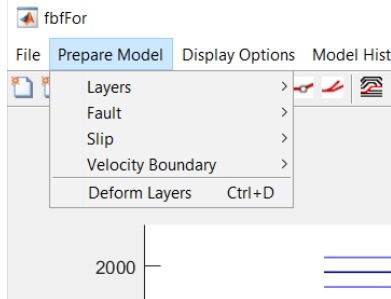 fbfFor
File Prepare Model Display Options Model Hist
Layers >
Fault >
Slip >
Velocity Boundary >
Deform Layers Ctrl+D
2000